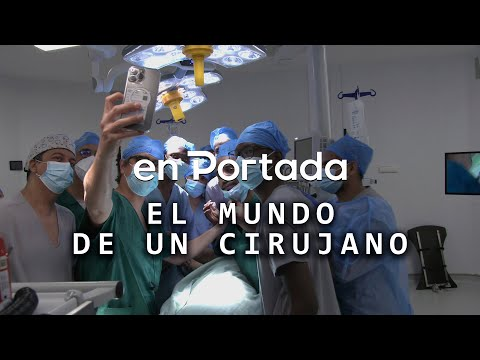 en Portada
EL MUNDO
DE UN CIRUJANO